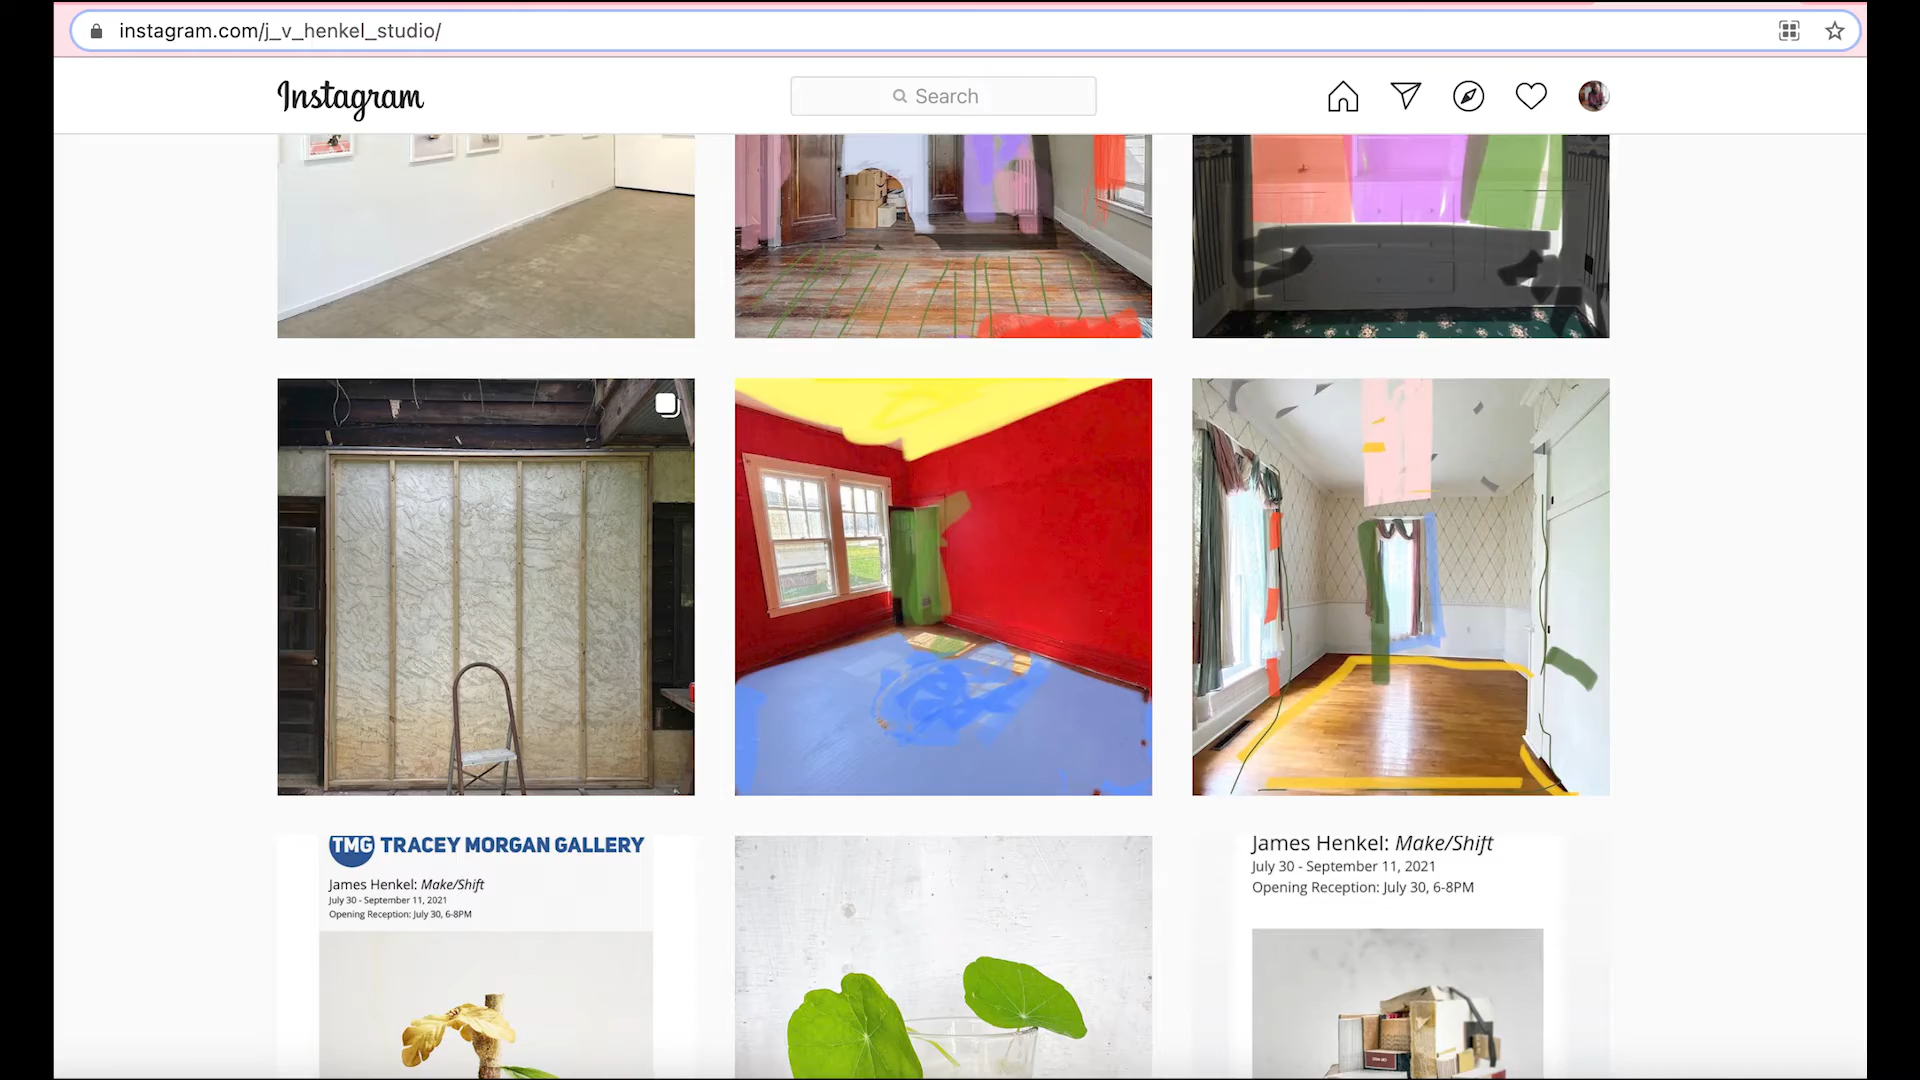 instagram.com/j_v_henkel_studio/
Instagram
Search
TMG TRACEY MORGAN GALLERY
James Henkel: Make/Shift
July 30 - September 11, 2021
Opening Reception: July 30, 6-8PM
James Henkel: Make/Shift
July 30 - September 11, 2021
Opening Reception: July 30, 6-8PM